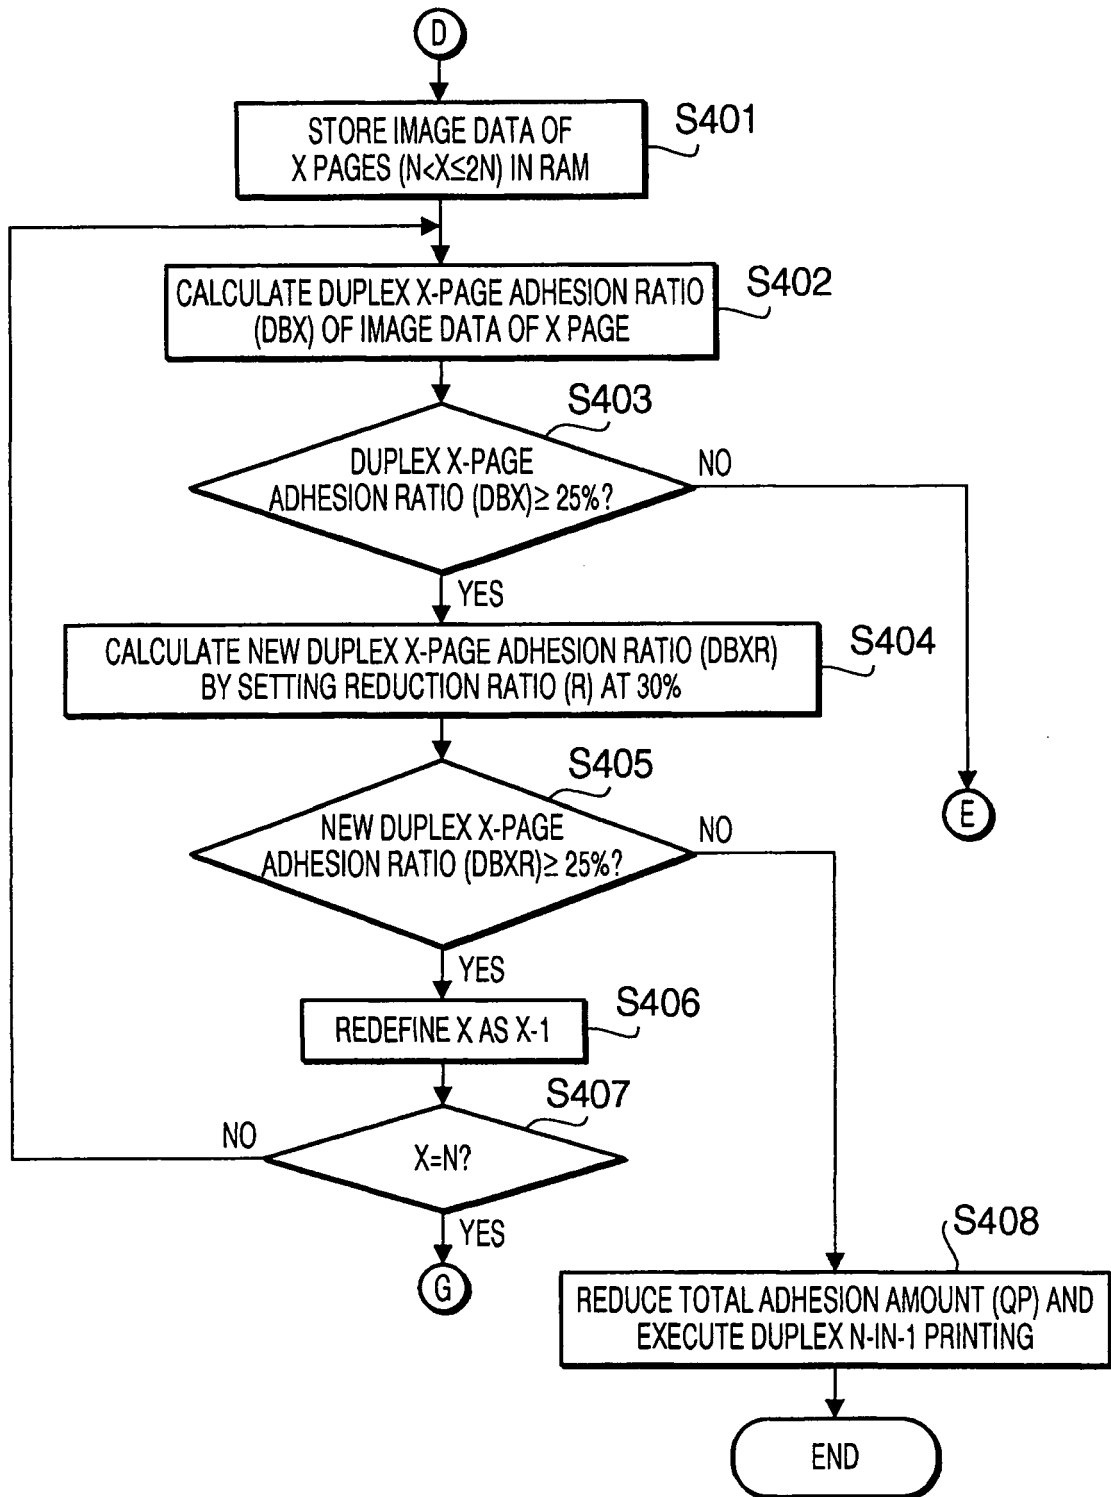 D
STORE IMAGE DATA OF
X PAGES (N<X≤2N) IN RAM
S401
CALCULATE DUPLEX X-PAGE ADHESION RATIO
(DBX) OF IMAGE DATA OF X PAGE
S402
S403
DUPLEX X-PAGE
ADHESION RATIO (DBX)≥ 25%?
NO
YES
CALCULATE NEW DUPLEX X-PAGE ADHESION RATIO (DBXR)
BY SETTING REDUCTION RATIO (R) AT 30%
S404
S405
E
NEW DUPLEX X-PAGE
ADHESION RATIO (DBXR)≥ 25%?
NO
YES
REDEFINE X AS X-1
S406
S407
NO
X=N?
YES
G
S408
REDUCE TOTAL ADHESION AMOUNT (QP) AND
EXECUTE DUPLEX N-IN-1 PRINTING
END